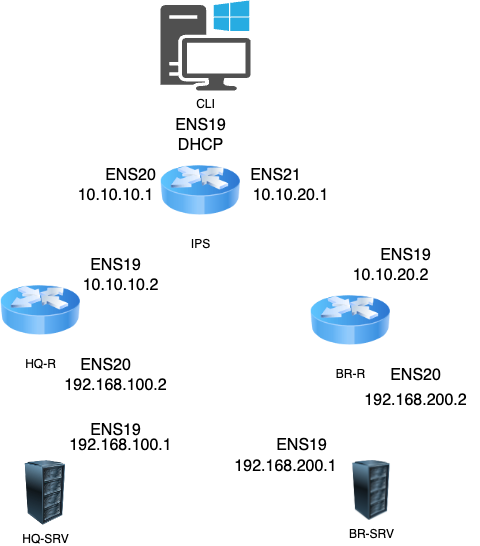 CLI
ENS19
DHCP
ENS20
10.10.10.1
ENS21
10.10.20.1
IPS
ENS19
10.10.10.2
ENS19
10.10.20.2
HQ-R
ENS20
192.168.100.2
BR-R
ENS20
192.168.200.2
ENS19
192.168.100.1
ENS19
192.168.200.1
HQ-SRV
BR-SRV